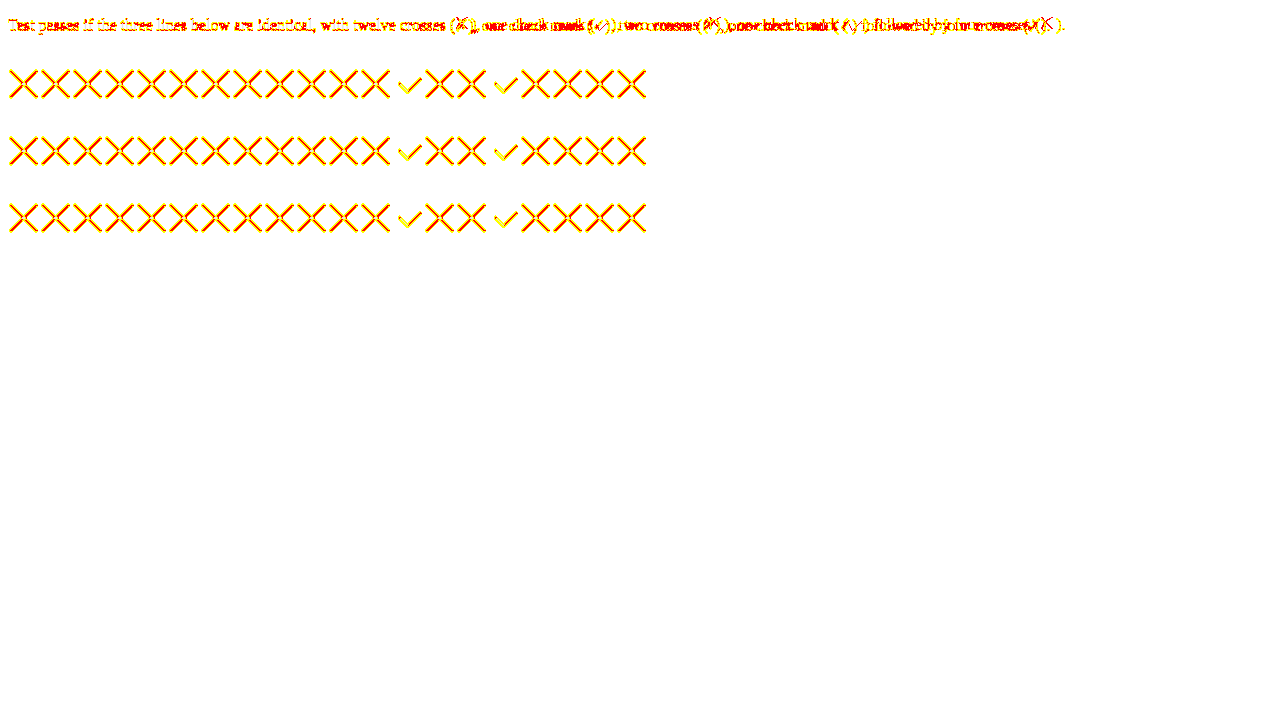 Test passes if the three lines below are identical, with twelve crosses (╳), one check mark (✓), two crosses (╳), one check mark (✓) followed by four crosses (╳).
╳╳╳╳╳╳╳╳╳╳╳╳✓╳╳✓╳╳╳╳
╳╳╳╳╳╳╳╳╳╳╳╳✓╳╳✓╳╳╳╳
╳╳╳╳╳╳╳╳╳╳╳╳✓╳╳✓╳╳╳╳